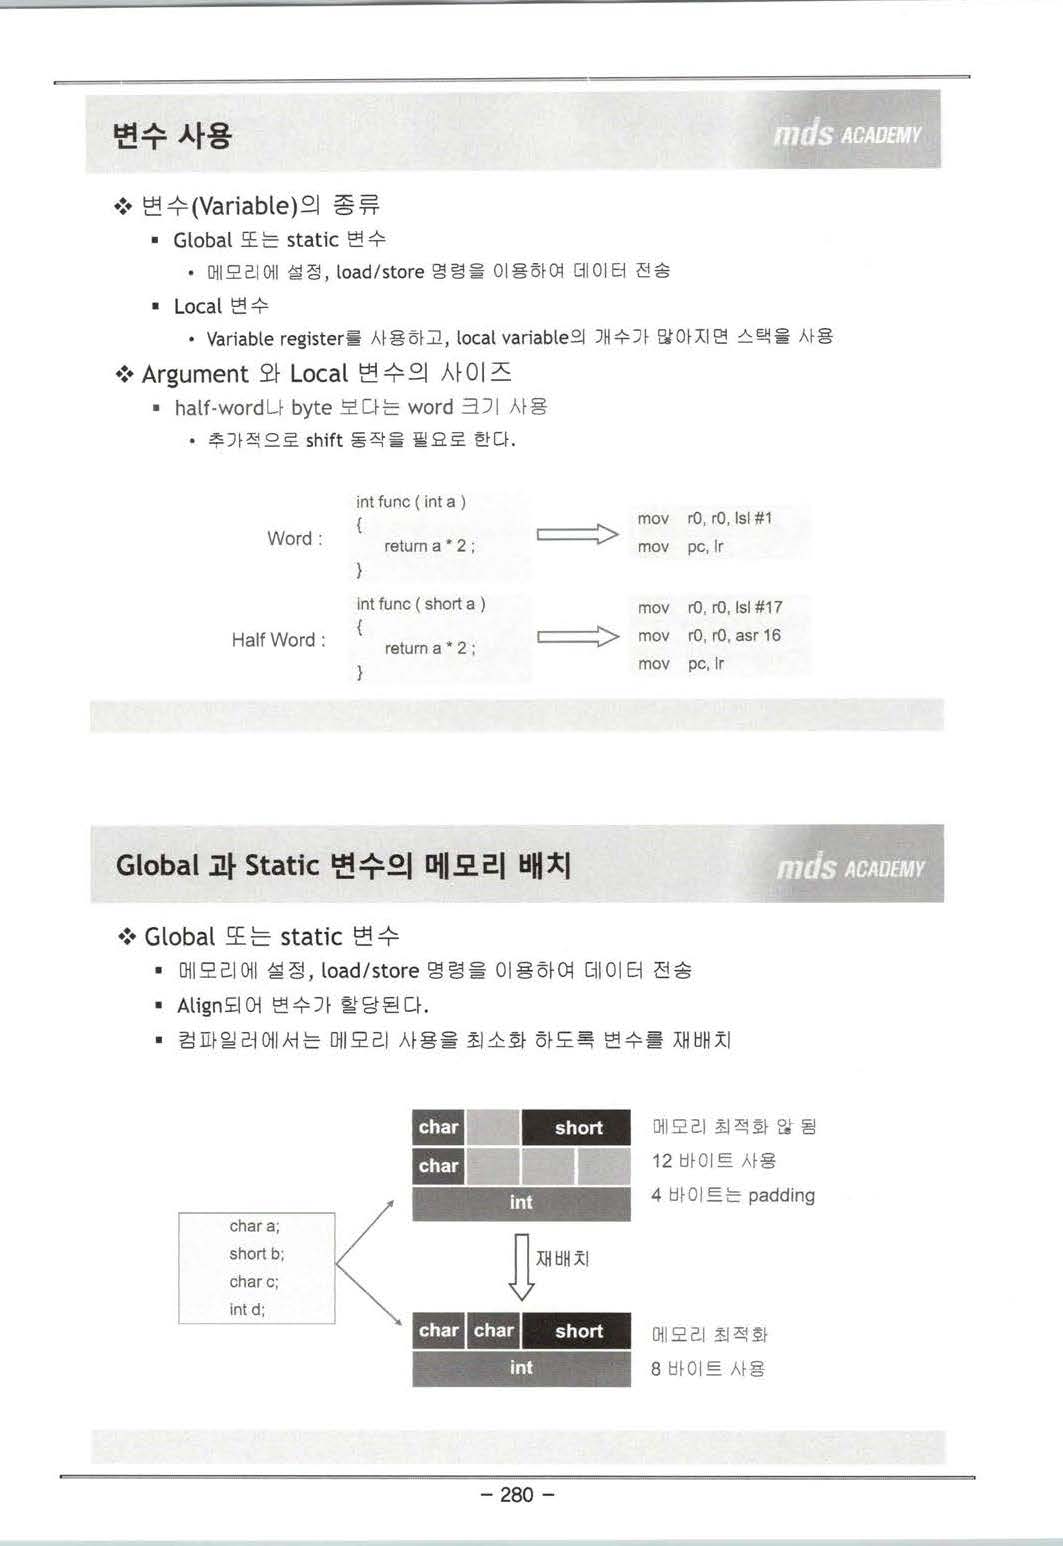 변수 사용
mds ACADEMY
❖ 변수(Variable)의 종류
▪ Global 또는 static 변수
• 메모리에 설정, load/store 명령을 이용하여 데이터 전송
▪ Local 변수
• Variable register를 사용하고, local variable의 개수가 많아지면 스택을 사용
❖ Argument 와 Local 변수의 사이즈
▪ half-word나 byte 보다는 word 크기 사용
• 추가적으로 shift 동작을 필요로 한다.
Word :
int func ( int a )
{
return a * 2 ;
}
mov r0, r0, lsl #1
mov pc, lr
Half Word :
int func ( short a )
{
return a * 2 ;
}
mov r0, r0, lsl #17
mov r0, r0, asr 16
mov pc, lr
Global 과 Static 변수의 메모리 배치
mds ACADEMY
❖ Global 또는 static 변수
▪ 메모리에 설정, load/store 명령을 이용하여 데이터 전송
▪ Align되어 변수가 할당된다.
▪ 컴파일러에서는 메모리 사용을 최소화 하도록 변수를 재배치
char a;
short b;
char c;
int d;
char short
char
int
메모리 최적화 않 됨
12 바이트 사용
4 바이트는 padding
재배치
char char short
int
메모리 최적화
8 바이트 사용
- 280 -